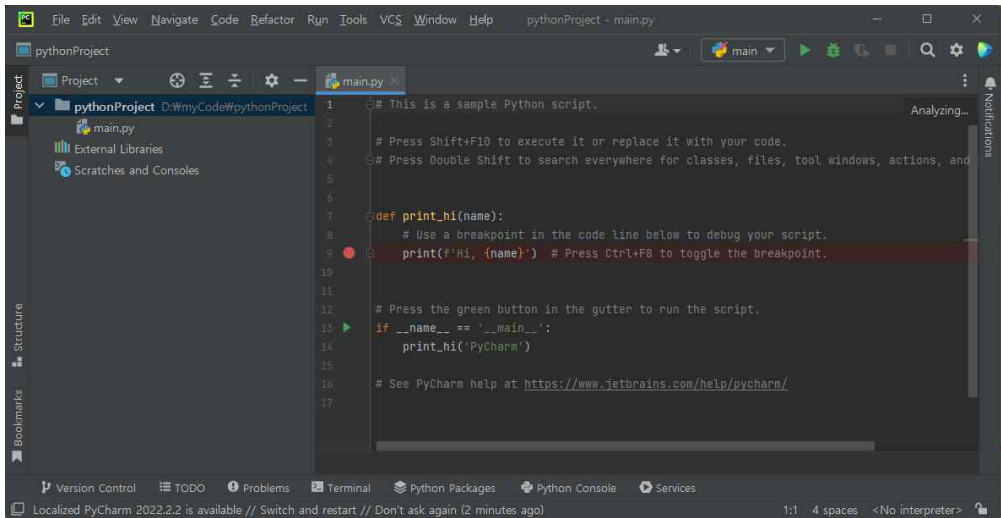 PC File Edit View Navigate Code Refactor Run Tools VCS Window Help pythonProject - main.py
pythonProject main
Project main.py
pythonProject D:₩myCode₩pythonProject
main.py
External Libraries
Scratches and Consoles
Project
Structure
Bookmarks
1 # This is a sample Python script.
2
3 # Press Shift+F10 to execute it or replace it with your code.
4 # Press Double Shift to search everywhere for classes, files, tool windows, actions, and
5
6
7 def print_hi(name):
8 # Use a breakpoint in the code line below to debug your script.
9 print(f'Hi, {name}') # Press Ctrl+F8 to toggle the breakpoint.
10
11
12 # Press the green button in the gutter to run the script.
13 if __name__ == '__main__':
14 print_hi('PyCharm')
15
16 # See PyCharm help at https://www.jetbrains.com/help/pycharm/
17
Analyzing...
Notifications
Version Control TODO Problems Terminal Python Packages Python Console Services
Localized PyCharm 2022.2.2 is available // Switch and restart // Don't ask again (2 minutes ago) 1:1 4 spaces <No interpreter>